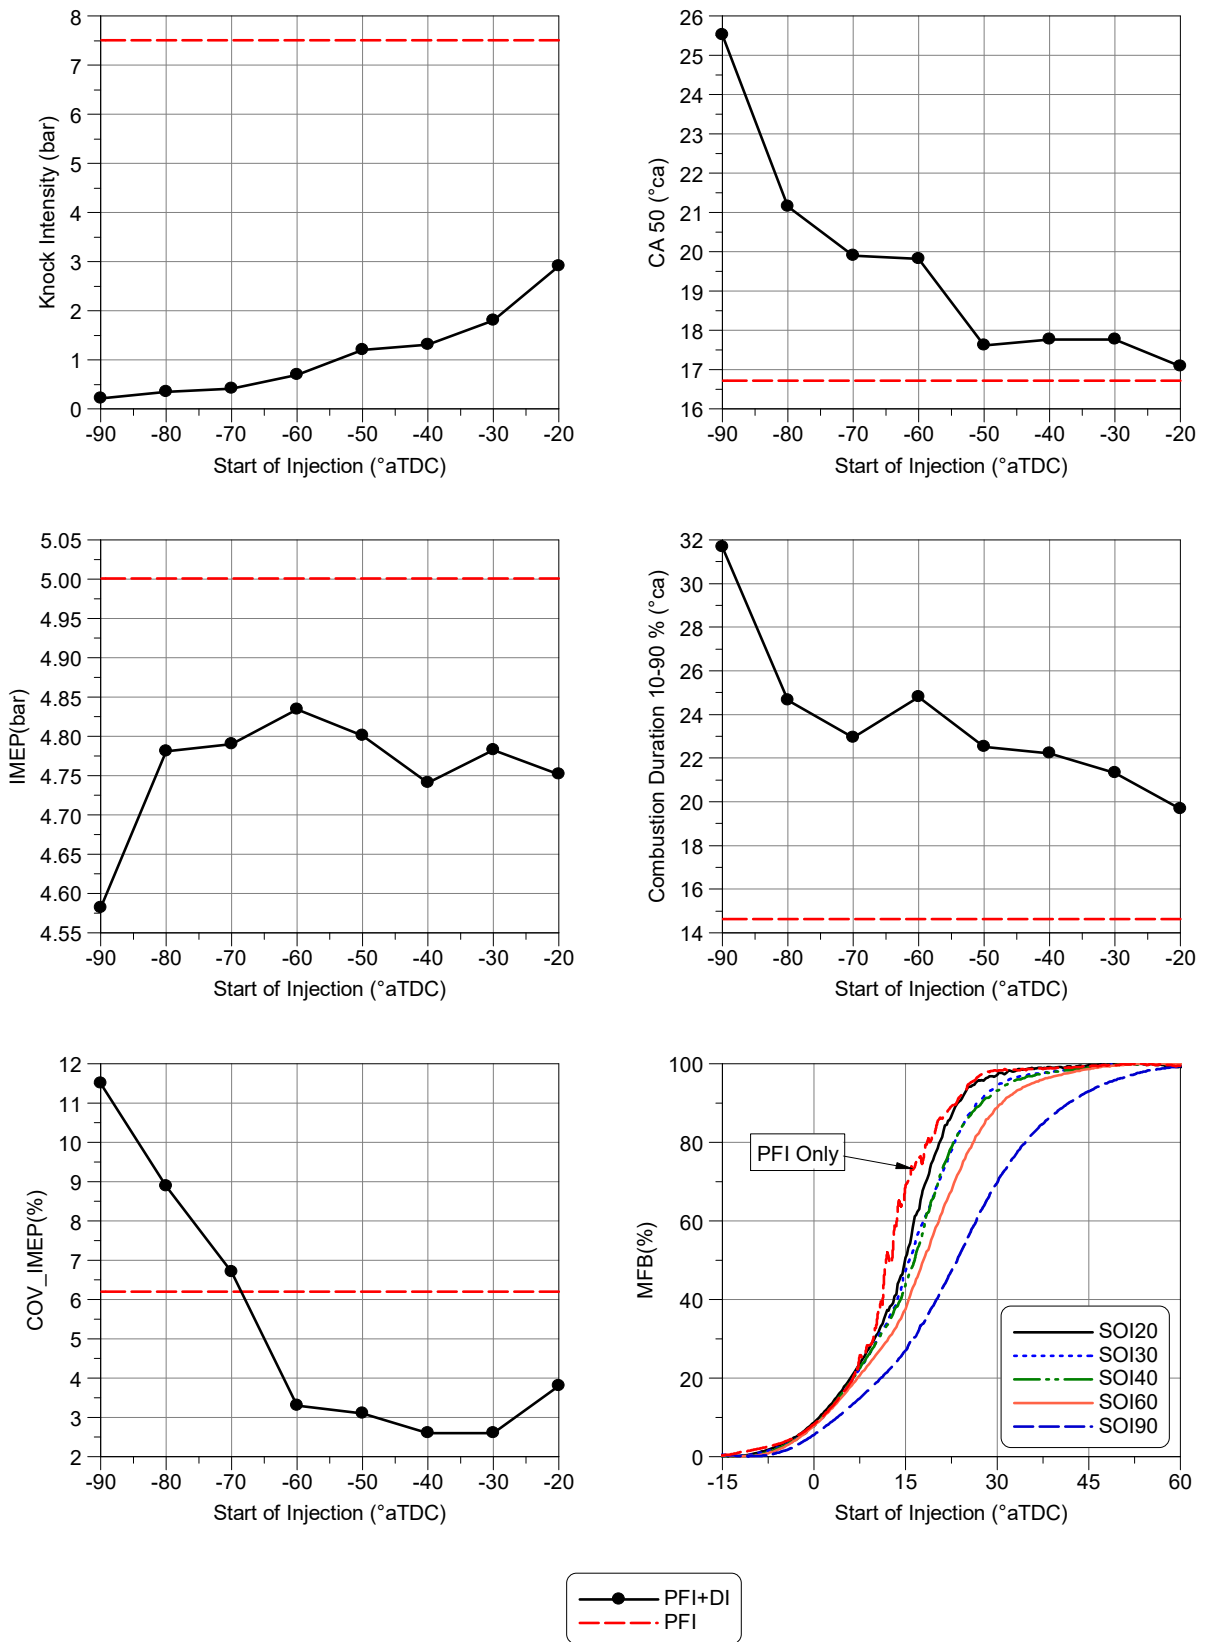 8
7
6
5
4
3
2
1
0
Knock Intensity (bar)
-90 -80 -70 -60 -50 -40 -30 -20
Start of Injection (°aTDC)
26
25
24
23
22
21
20
19
18
17
16
CA 50 (°ca)
-90 -80 -70 -60 -50 -40 -30 -20
Start of Injection (°aTDC)
5.05
5.00
4.95
4.90
4.85
4.80
4.75
4.70
4.65
4.60
4.55
IMEP(bar)
-90 -80 -70 -60 -50 -40 -30 -20
Start of Injection (°aTDC)
32
30
28
26
24
22
20
18
16
14
Combustion Duration 10-90 % (°ca)
-90 -80 -70 -60 -50 -40 -30 -20
Start of Injection (°aTDC)
12
11
10
9
8
7
6
5
4
3
2
COV_IMEP(%)
-90 -80 -70 -60 -50 -40 -30 -20
Start of Injection (°aTDC)
100
80
60
40
20
0
MFB(%)
PFI Only
SOI20
SOI30
SOI40
SOI60
SOI90
-15 0 15 30 45 60
Start of Injection (°aTDC)
PFI+DI
PFI